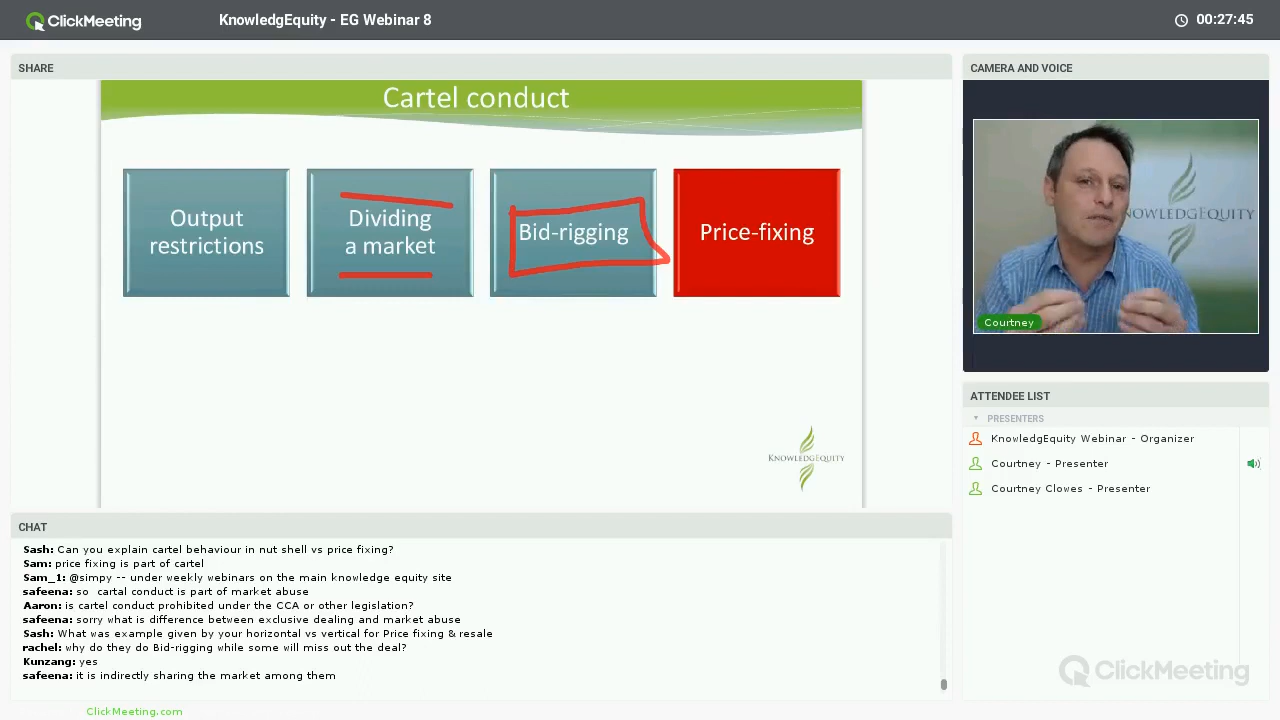 ClickMeeting
KnowledgEquity - EG Webinar 8
00:27:45
SHARE
Cartel conduct
Output
restrictions
Dividing
a market
Bid-rigging
Price-fixing
KNOWLEDGEQUITY
CAMERA AND VOICE
KNOWLEDGEQUITY
Courtney
ATTENDEE LIST
PRESENTERS
KnowledgEquity Webinar - Organizer
Courtney - Presenter
Courtney Clowes - Presenter
CHAT
Sash: Can you explain cartel behaviour in nut shell vs price fixing?
Sam: price fixing is part of cartel
Sam_1: @simpy -- under weekly webinars on the main knowledge equity site
safeena: so cartal conduct is part of market abuse
Aaron: is cartel conduct prohibited under the CCA or other legislation?
safeena: sorry what is difference between exclusive dealing and market abuse
Sash: What was example given by your horizontal vs vertical for Price fixing & resale
rachel: why do they do Bid-rigging while some will miss out the deal?
Kunzang: yes
safeena: it is indirectly sharing the market among them
ClickMeeting
ClickMeeting.com